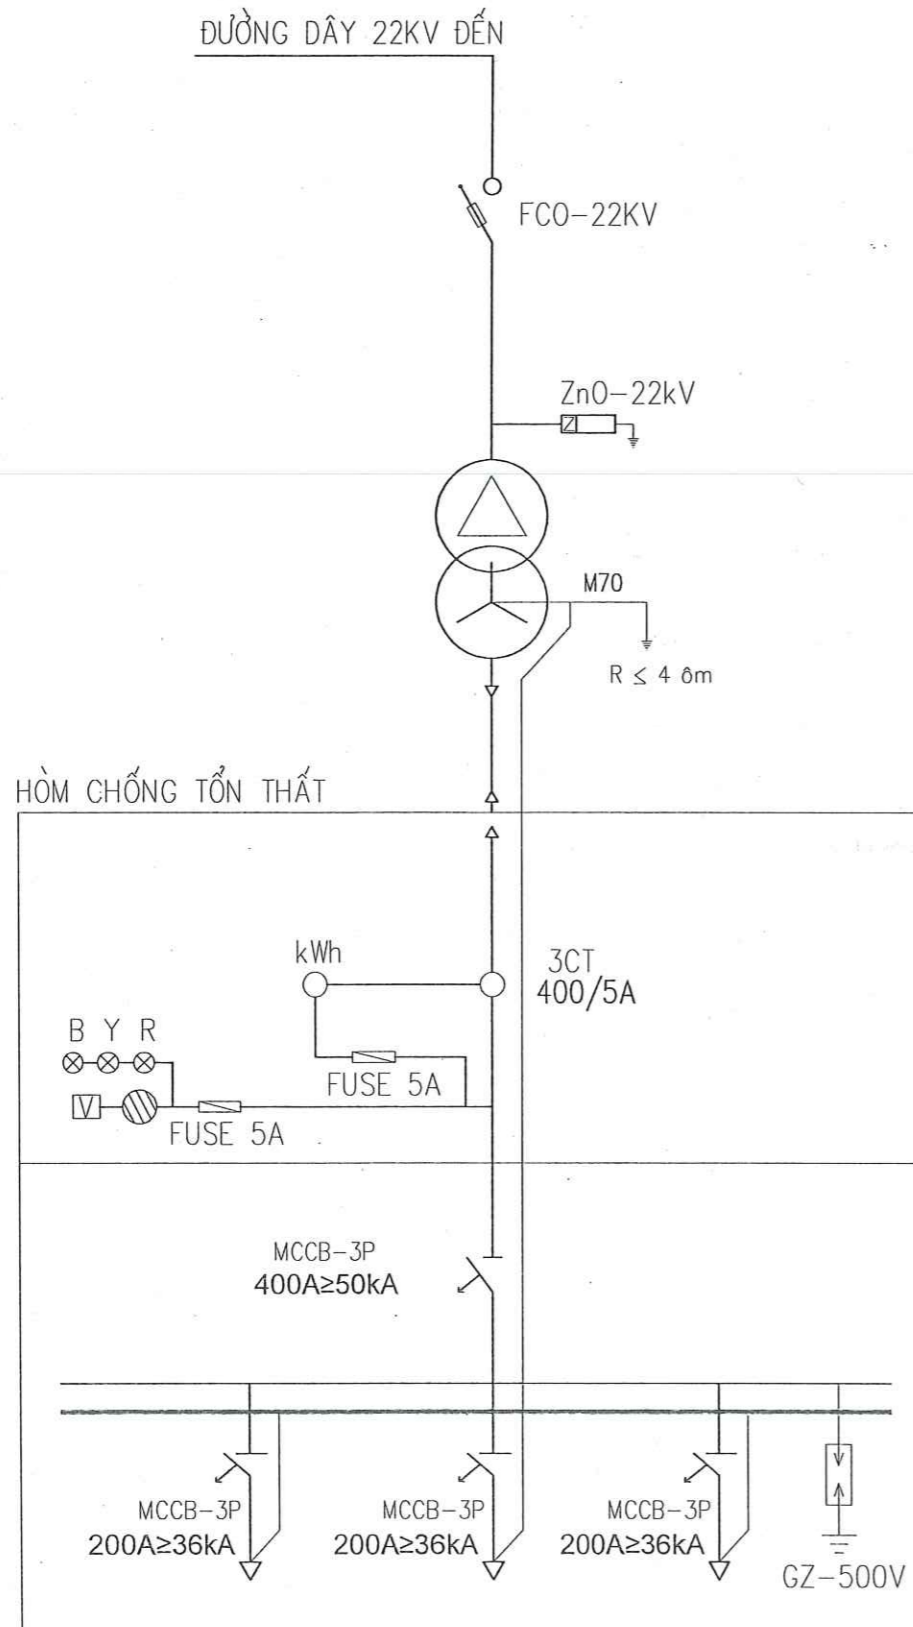 ĐƯỜNG DÂY 22KV ĐẾN
FCO-22KV
ZnO-22kV
Z
M70
R ≤ 4 ôm
HÒM CHỐNG TỔN THẤT
kWh
3CT
400/5A
B Y R
FUSE 5A
V
FUSE 5A
MCCB-3P
400A≥50kA
MCCB-3P
200A≥36kA
MCCB-3P
200A≥36kA
MCCB-3P
200A≥36kA
GZ-500V